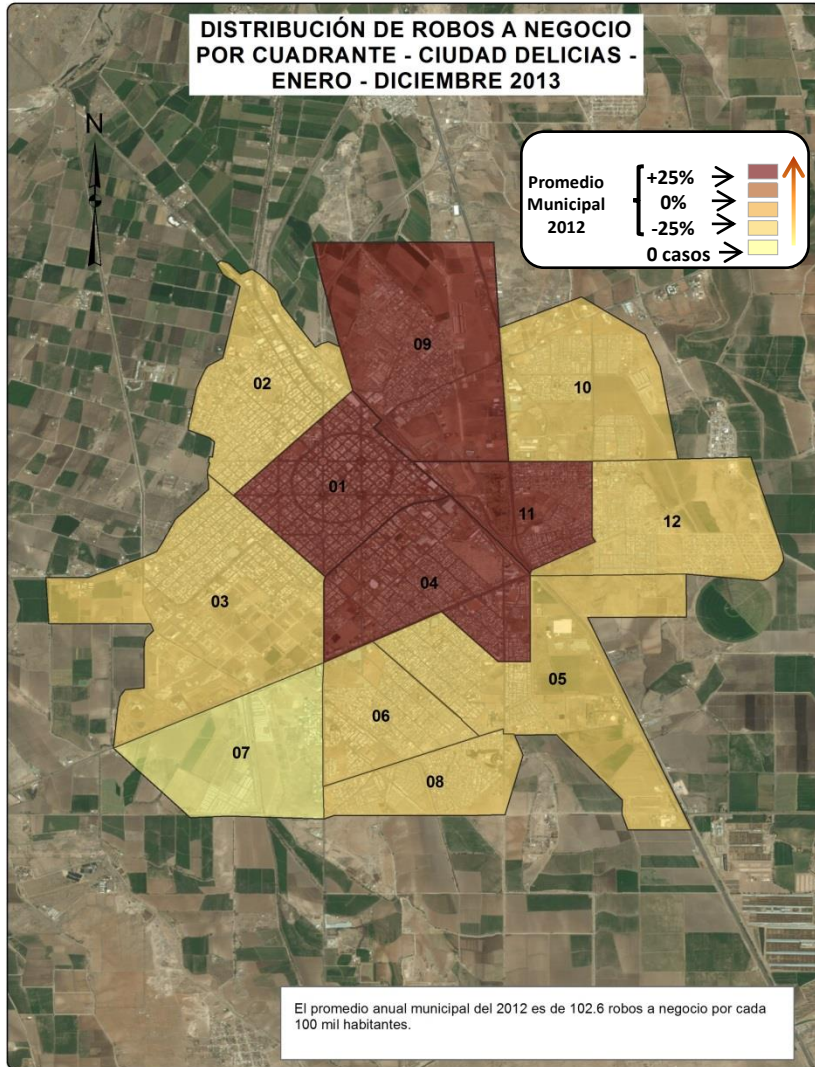 DISTRIBUCIÓN DE ROBOS A NEGOCIO
POR CUADRANTE - CIUDAD DELICIAS -
ENERO - DICIEMBRE 2013
N
Promedio
Municipal
2012
+25%
0%
-25%
0 casos
09
02
10
01
11
12
04
03
05
06
07
08
El promedio anual municipal del 2012 es de 102.6 robos a negocio por cada
100 mil habitantes.